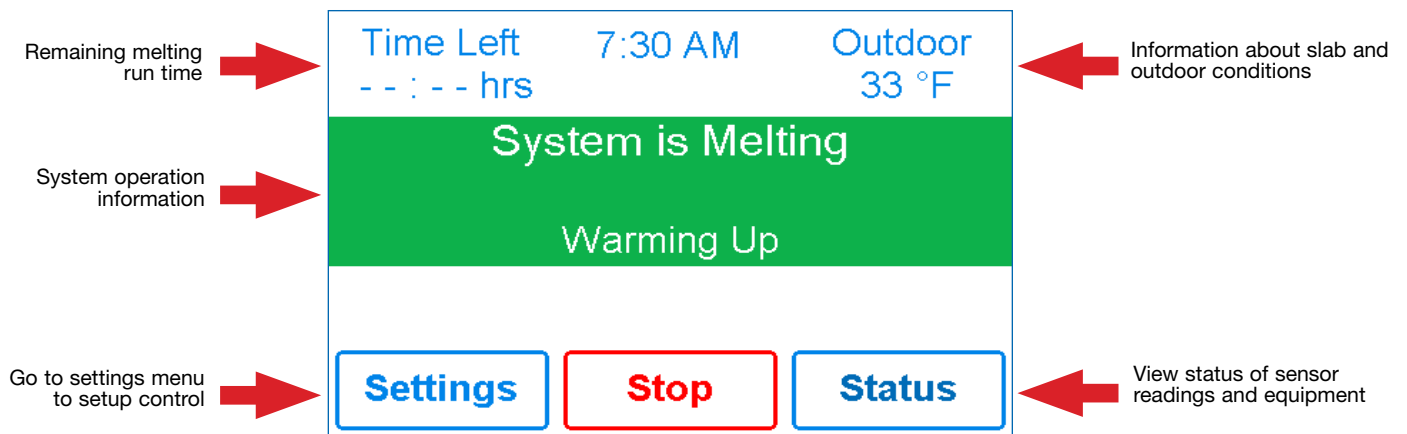 Remaining melting
run time
Time Left
- - : - - hrs
7:30 AM
Outdoor
33 °F
Information about slab and
outdoor conditions
System operation
information
System is Melting
Warming Up
Go to settings menu
to setup control
Settings
Stop
Status
View status of sensor
readings and equipment